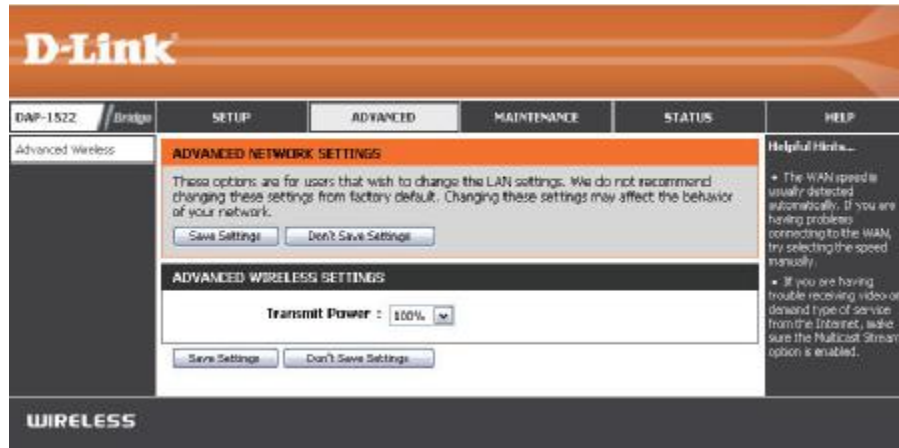 D-Link
DAP-1522
Bridge
SETUP
ADVANCED
MAINTENANCE
STATUS
HELP
Advanced Wireless
ADVANCED NETWORK SETTINGS
These options are for users that wish to change the LAN settings. We do not recommend
changing these settings from factory default. Changing these settings may affect the behavior
of your network.
Save Settings
Don't Save Settings
ADVANCED WIRELESS SETTINGS
Transmit Power : 100%
Save Settings
Don't Save Settings
Helpful Hints...
• The WAN speed is
usually detected
automatically. If you are
having problems
connecting to the WAN,
try selecting the speed
manually.
• If you are having
trouble receiving video on
demand type of service
from the Internet, make
sure the Multicast Stream
option is enabled.
WIRELESS